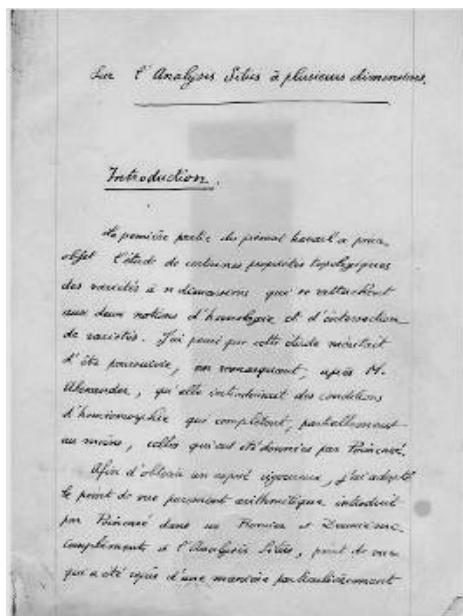 Sur l'Analysis Situs à plusieurs dimensions.
Introduction.
La première partie du présent travail a pour
objet l'étude de certaines propriétés topologiques
des variétés à n dimensions qui se rattachent
aux deux notions d'homologie et d'intersection
de variétés. J'ai pensé que cette étude méritait
d'être poursuivie, en remarquant, après M.
Alexander, qu'elle introduisait des conditions
d'homéomorphie qui complètent, partiellement
au moins, celles qui ont été données par Poincaré.
Afin d'obtenir un exposé rigoureux, j'ai adopté
le point de vue purement arithmétique introduit
par Poincaré dans ses Premier et Deuxième
compléments à l'Analysis Situs, point de vue
qui a été repris d'une manière particulièrement